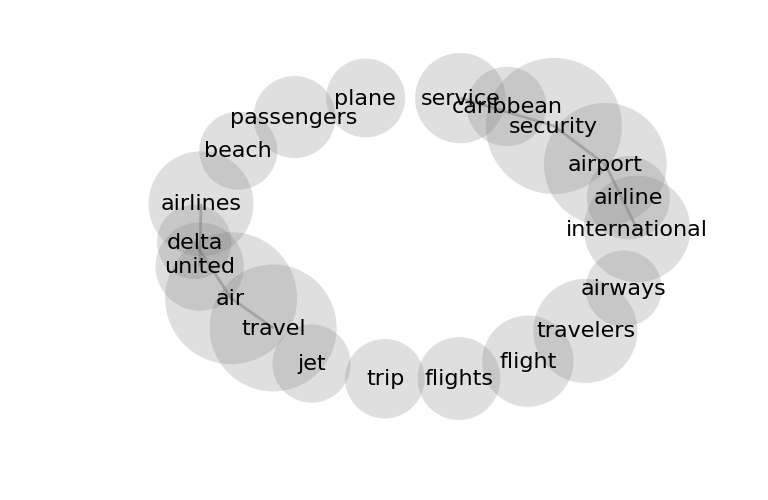 plane
service
caribbean
passengers
security
beach
airport
airline
airlines
international
delta
united
airways
air
travel
travelers
flight
jet
trip
flights